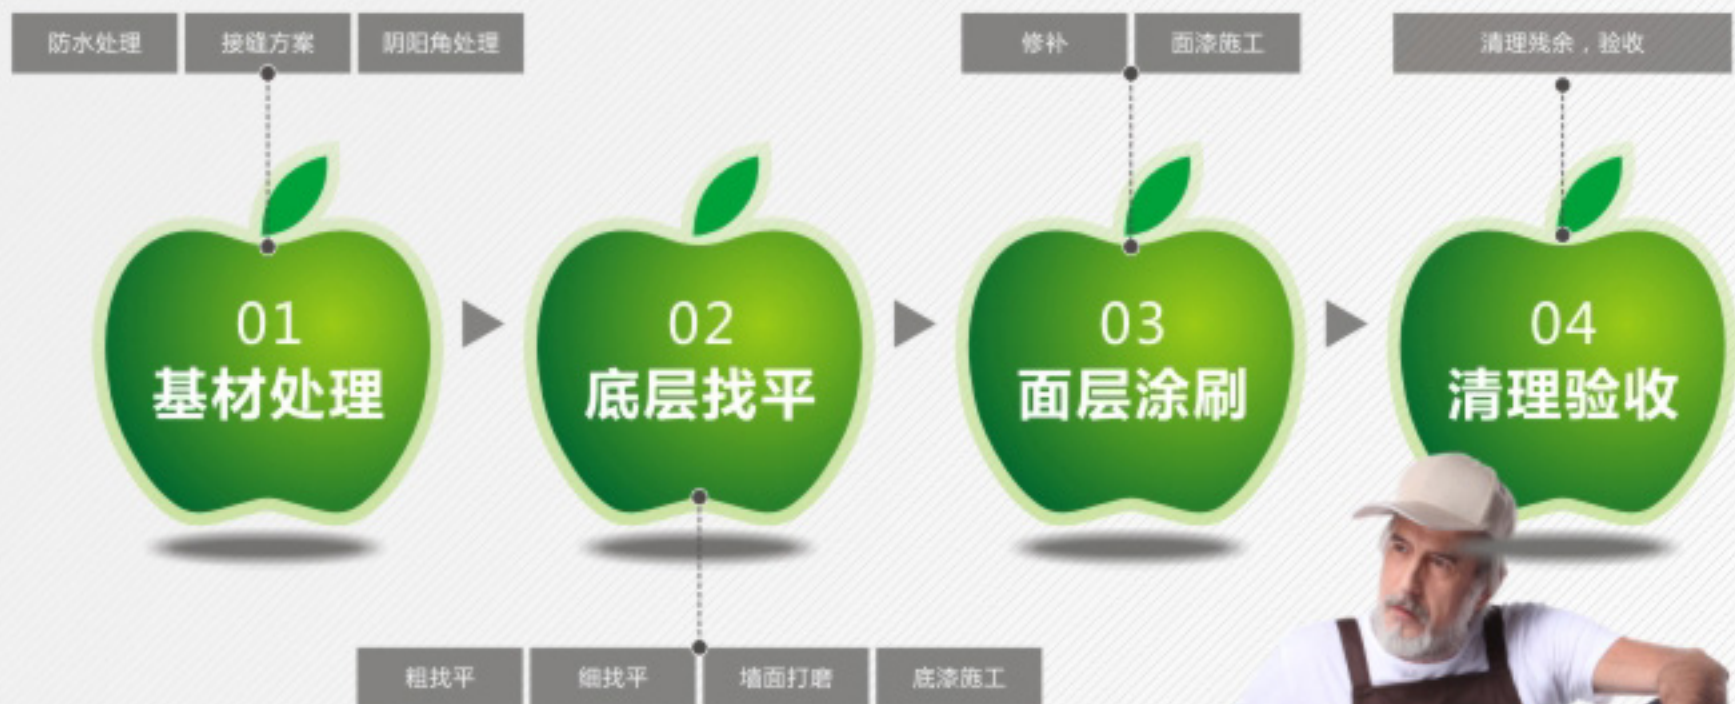 防水处理
接缝方案
阴阳角处理
修补
面漆施工
清理残余，验收
01
基材处理
02
底层找平
03
面层涂刷
04
清理验收
粗找平
细找平
墙面打磨
底漆施工